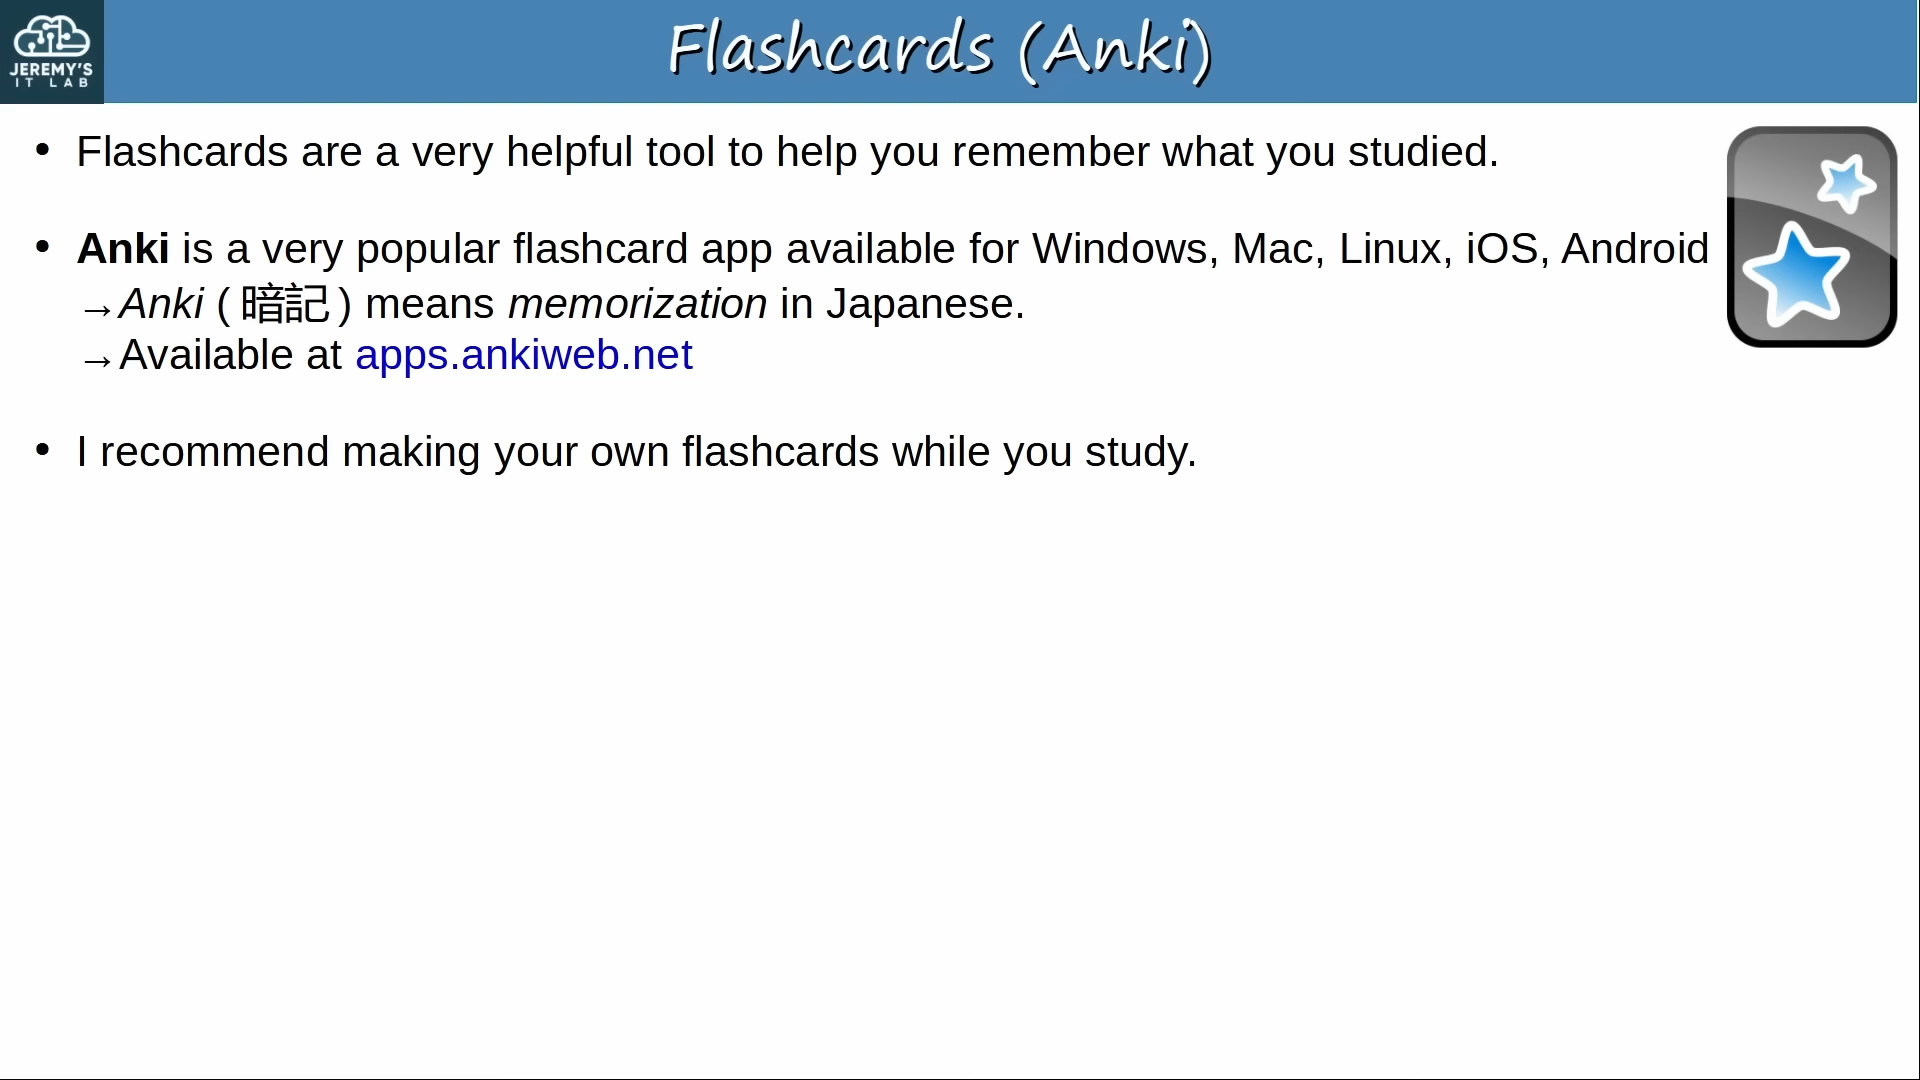 JEREMY'S
IT LAB
Flashcards (Anki)
• Flashcards are a very helpful tool to help you remember what you studied.
• Anki is a very popular flashcard app available for Windows, Mac, Linux, iOS, Android
→Anki (暗記) means memorization in Japanese.
→Available at apps.ankiweb.net
• I recommend making your own flashcards while you study.